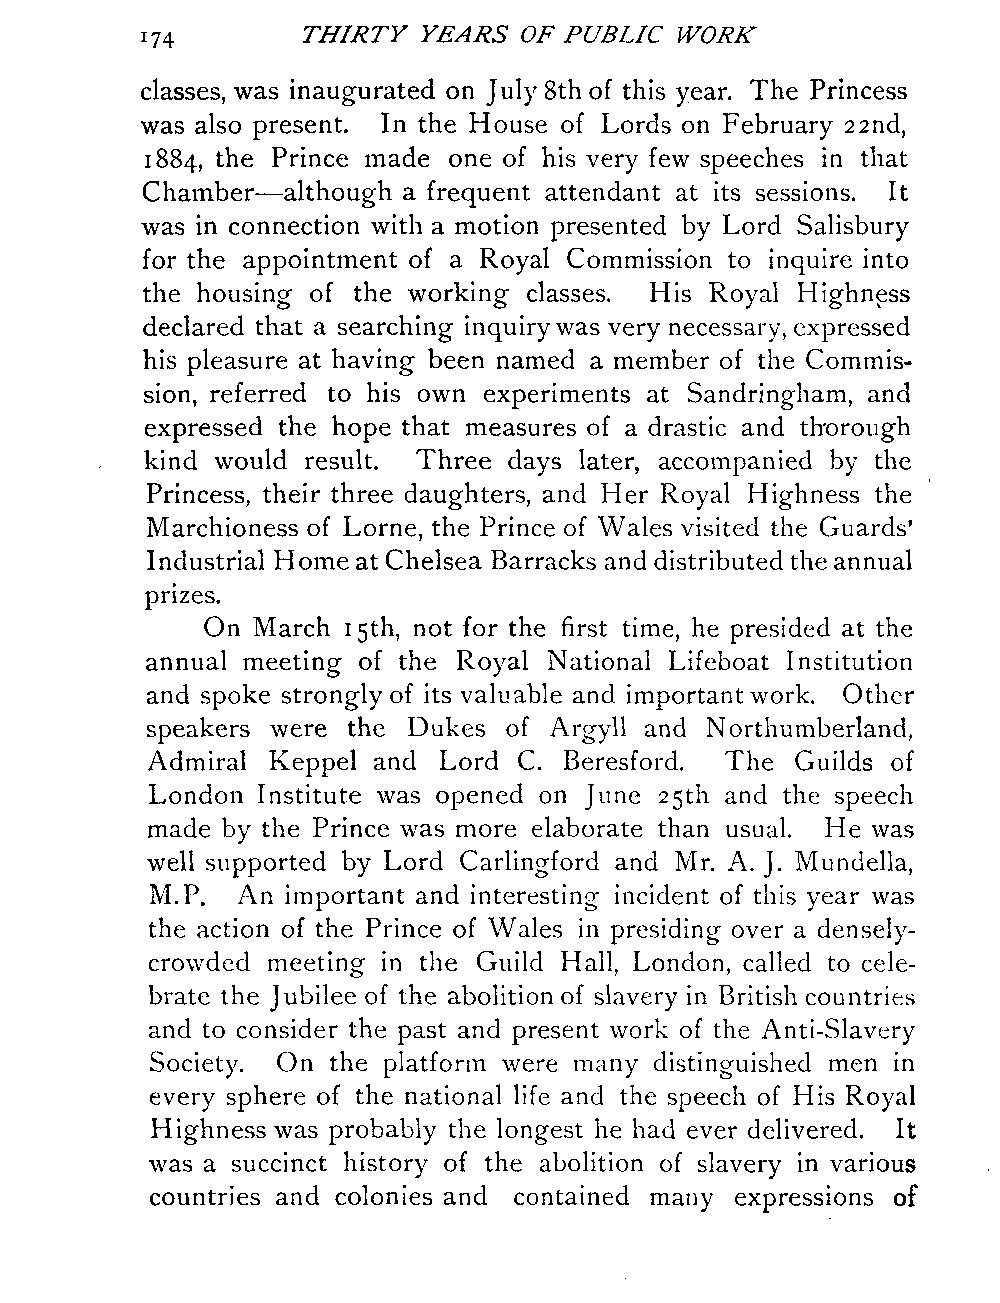 174 THIRTY YEARS OF PUBLIC WORK
classes, was inaugurated on July 8th of this year. The Princess
was also present. In the House of Lords on February 22nd,
1884, the Prince made one of his very few speeches in that
Chamber—although a frequent attendant at its sessions. It
was in connection with a motion presented by Lord Salisbury
for the appointment of a Royal Commission to inquire into
the housing of the working classes. His Royal Highness
declared that a searching inquiry was very necessary, expressed
his pleasure at having been named a member of the Commis-
sion, referred to his own experiments at Sandringham, and
expressed the hope that measures of a drastic and thorough
kind would result. Three days later, accompanied by the
Princess, their three daughters, and Her Royal Highness the
Marchioness of Lorne, the Prince of Wales visited the Guards'
Industrial Home at Chelsea Barracks and distributed the annual
prizes.
On March 15th, not for the first time, he presided at the
annual meeting of the Royal National Lifeboat Institution
and spoke strongly of its valuable and important work. Other
speakers were the Dukes of Argyll and Northumberland,
Admiral Keppel and Lord C. Beresford. The Guilds of
London Institute was opened on June 25th and the speech
made by the Prince was more elaborate than usual. He was
well supported by Lord Carlingford and Mr. A. J. Mundella,
M.P. An important and interesting incident of this year was
the action of the Prince of Wales in presiding over a densely-
crowded meeting in the Guild Hall, London, called to cele-
brate the Jubilee of the abolition of slavery in British countries
and to consider the past and present work of the Anti-Slavery
Society. On the platform were many distinguished men in
every sphere of the national life and the speech of His Royal
Highness was probably the longest he had ever delivered. It
was a succinct history of the abolition of slavery in various
countries and colonies and contained many expressions of